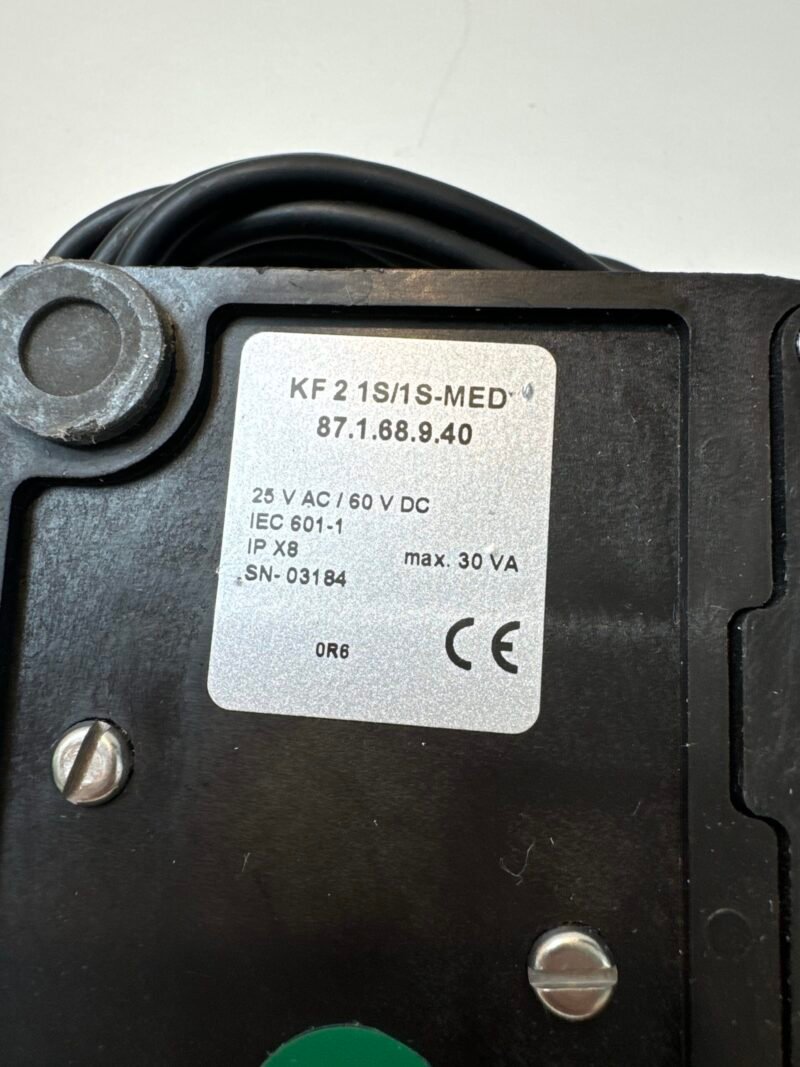 KF 2 1S/1S-MED
87.1.68.9.40
25 V AC / 60 V DC
IEC 601-1
IP X8 max. 30 VA
SN- 03184
0R6 CE